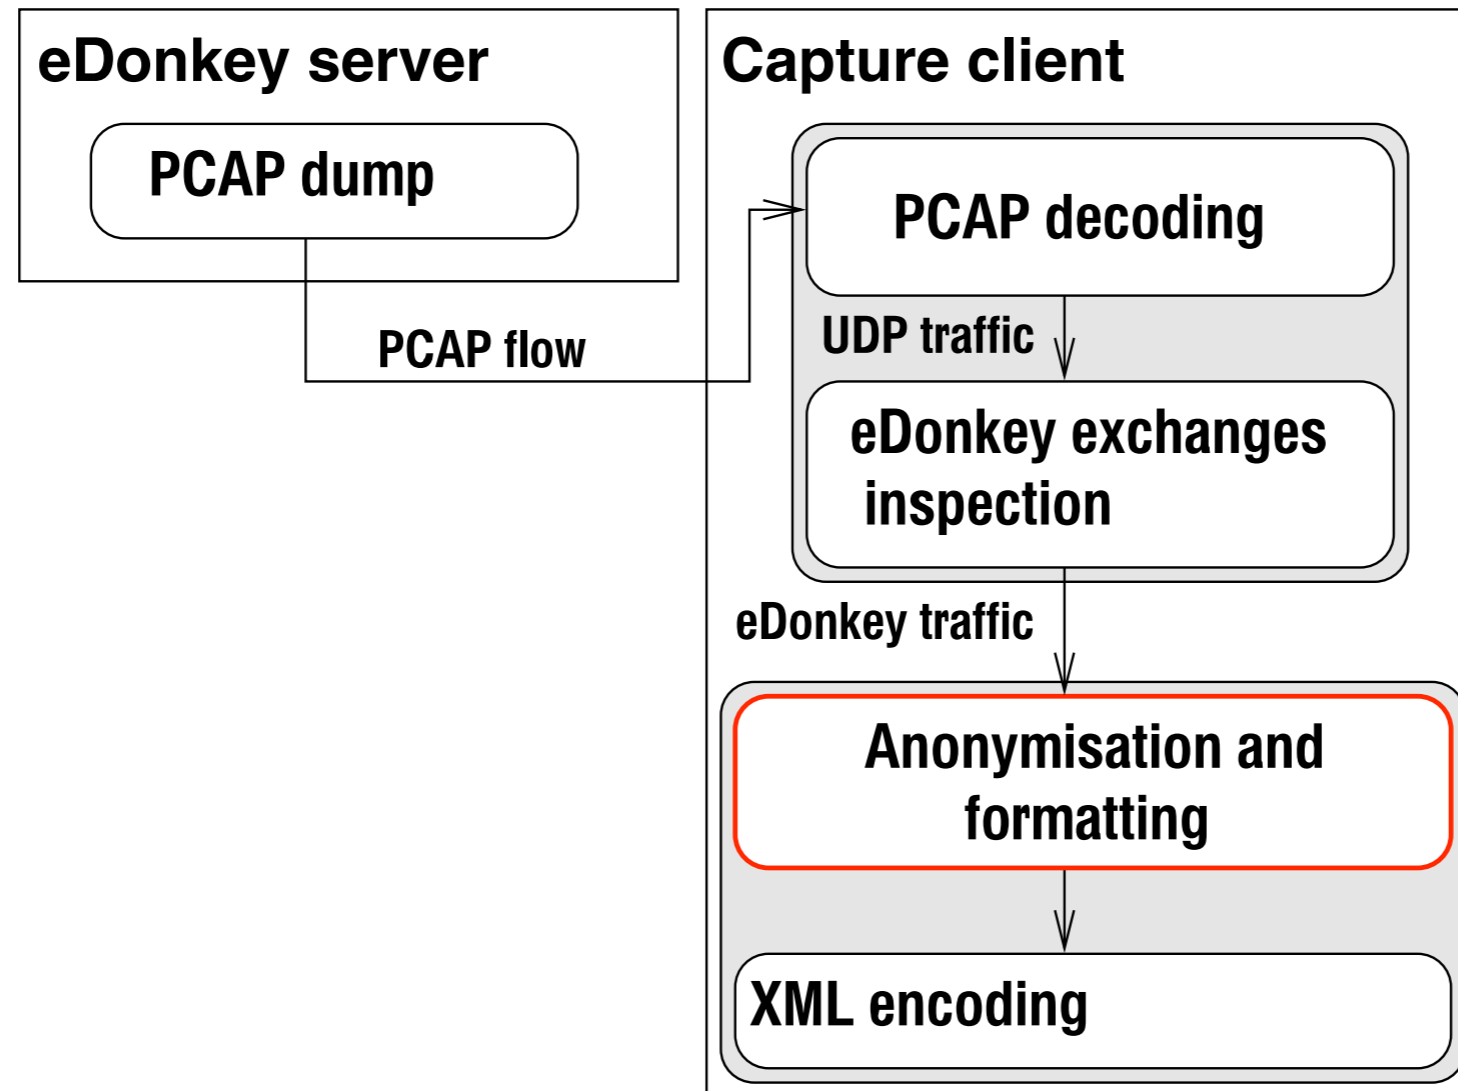 eDonkey server
PCAP dump
PCAP flow
Capture client
PCAP decoding
UDP traffic
eDonkey exchanges
inspection
eDonkey traffic
Anonymisation and
formatting
XML encoding